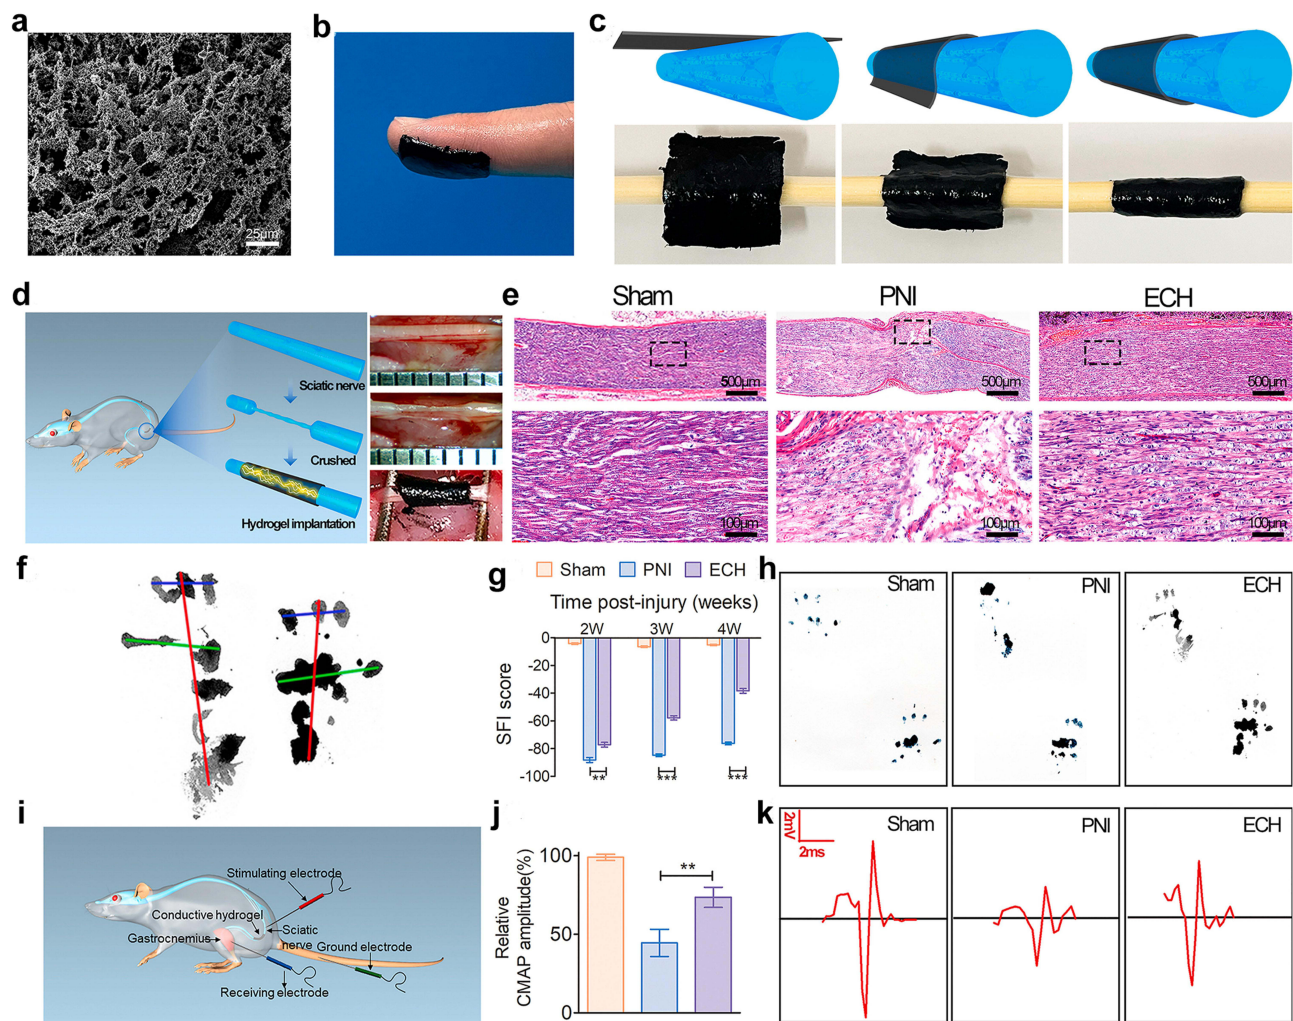 a
b
c
25μm
d
Sciatic nerve
Crushed
Hydrogel implantation
e
Sham
PNI
ECH
500μm
500μm
500μm
100μm
100μm
100μm
f
g
Sham
PNI
ECH
Time post-injury (weeks)
2W
3W
4W
0
-20
-40
-60
-80
-100
SFI score
**
***
***
h
Sham
PNI
ECH
i
Stimulating electrode
Conductive hydrogel
Gastrocnemius
Sciatic
nerve
Ground electrode
Receiving electrode
j
Relative
CMAP amplitude(%)
100
50
0
**
k
2mV
2ms
Sham
PNI
ECH